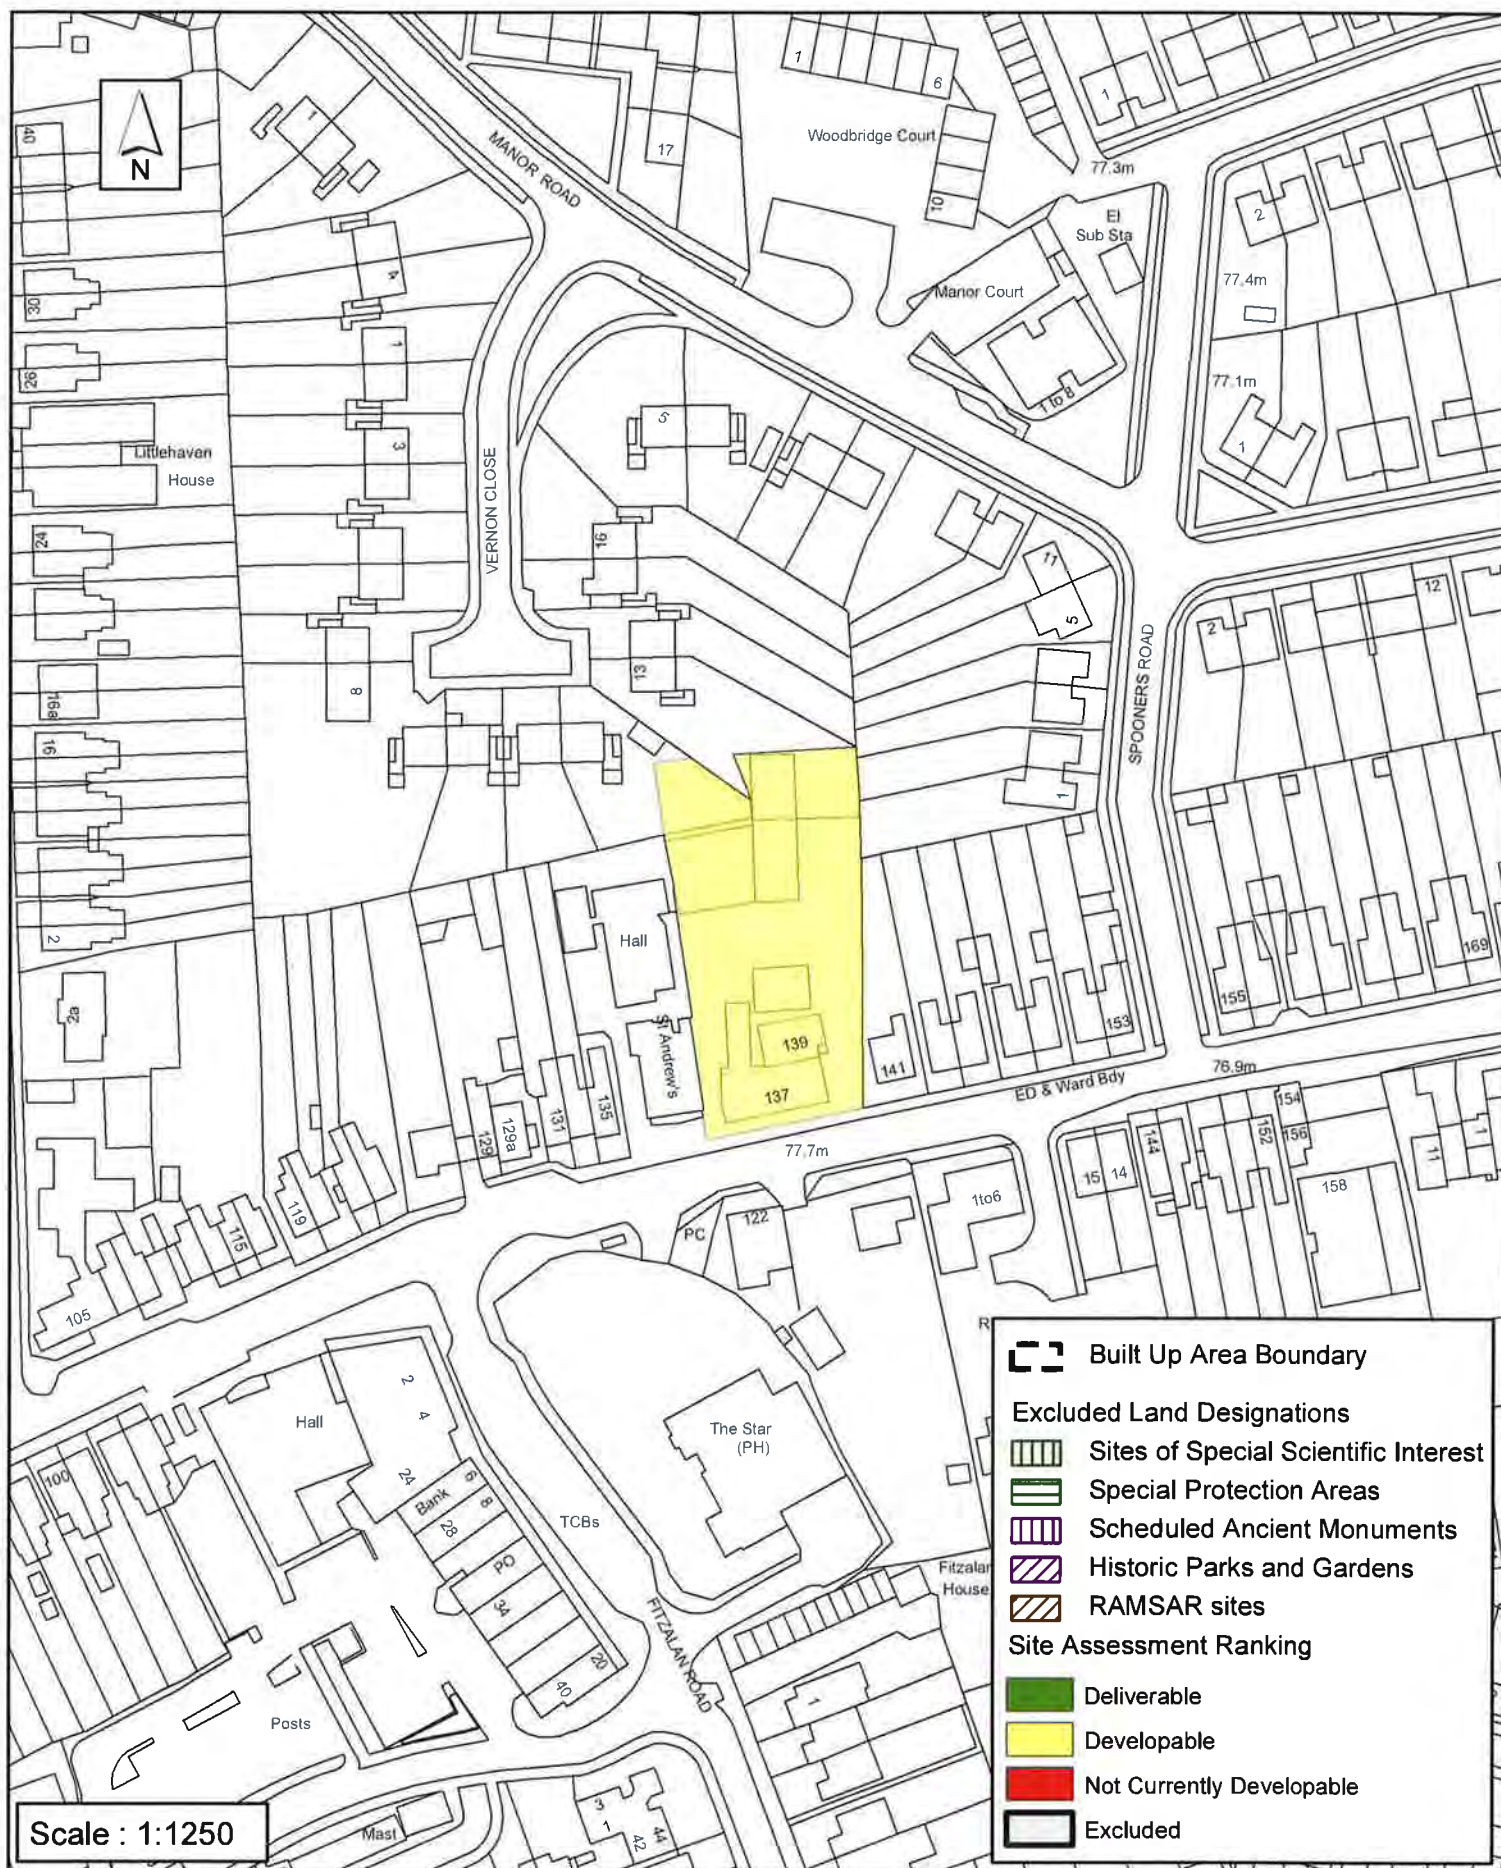 1
6
Woodbridge Court
17
MANOR ROAD
10
1
77.3m
El
Sub Sta
2
77.4m
40
N
1
4
30
Manor Court
1 to 8
77.1m
1
26
1
3
5
Littlehaven
House
VERNON CLOSE
24
16
11
5
12
2
SPOONERS ROAD
13
8
16a
16
1
2
Hall
169
155
2a
St Andrew's
139
137
141
153
ED & Ward Bdy
76.9m
135
131
129a
129
77.7m
154
152
156
144
15
14
11
1
158
1to6
122
PC
119
115
105
Hall
2
4
24
The Star
(PH)
100
Bank
6
8
28
PO
34
TCBs
20
40
FITZALAN ROAD
House
1
Posts
Mast
3
1
42
44
Built Up Area Boundary
Excluded Land Designations
Sites of Special Scientific Interest
Special Protection Areas
Scheduled Ancient Monuments
Historic Parks and Gardens
RAMSAR sites
Site Assessment Ranking
Deliverable
Developable
Not Currently Developable
Excluded
Scale : 1:1250